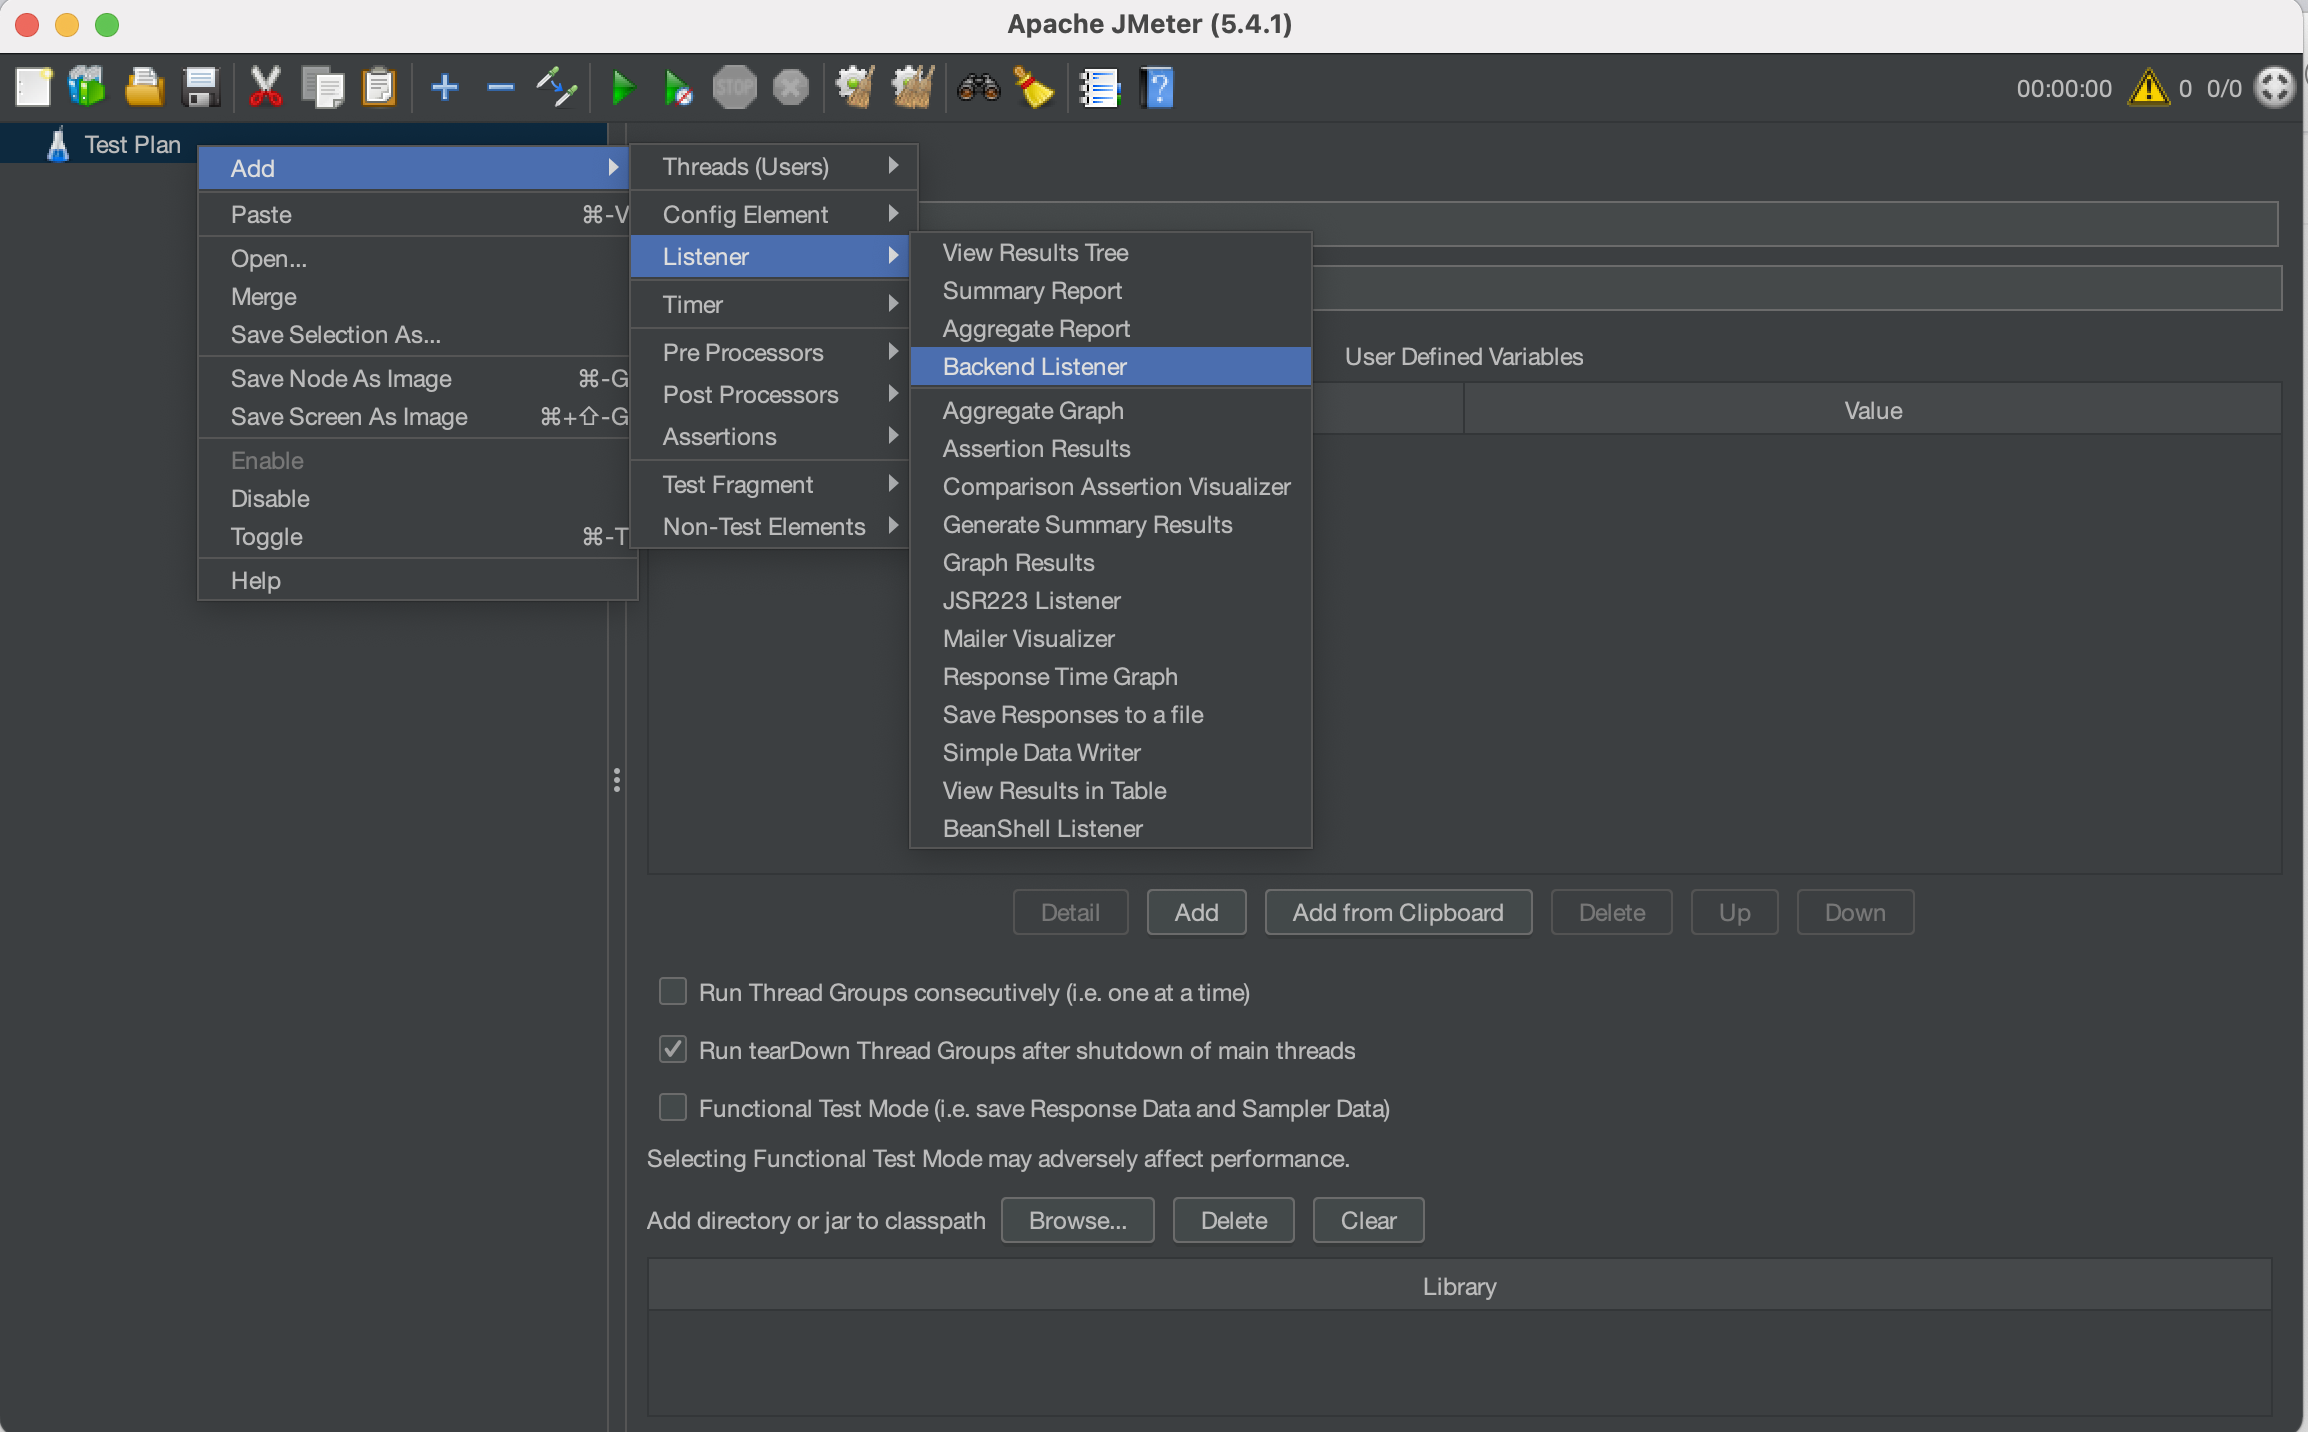 Apache JMeter (5.4.1)
STOP
00:00:00 0 0/0
Test Plan
Add
Paste ⌘-V
Open...
Merge
Save Selection As...
Save Node As Image ⌘-G
Save Screen As Image ⌘+⇧-G
Enable
Disable
Toggle ⌘-T
Help
Threads (Users)
Config Element
Listener
Timer
Pre Processors
Post Processors
Assertions
Test Fragment
Non-Test Elements
View Results Tree
Summary Report
Aggregate Report
Backend Listener
Aggregate Graph
Assertion Results
Comparison Assertion Visualizer
Generate Summary Results
Graph Results
JSR223 Listener
Mailer Visualizer
Response Time Graph
Save Responses to a file
Simple Data Writer
View Results in Table
BeanShell Listener
User Defined Variables
Value
Detail Add Add from Clipboard Delete Up Down
Run Thread Groups consecutively (i.e. one at a time)
Run tearDown Thread Groups after shutdown of main threads
Functional Test Mode (i.e. save Response Data and Sampler Data)
Selecting Functional Test Mode may adversely affect performance.
Add directory or jar to classpath Browse... Delete Clear
Library